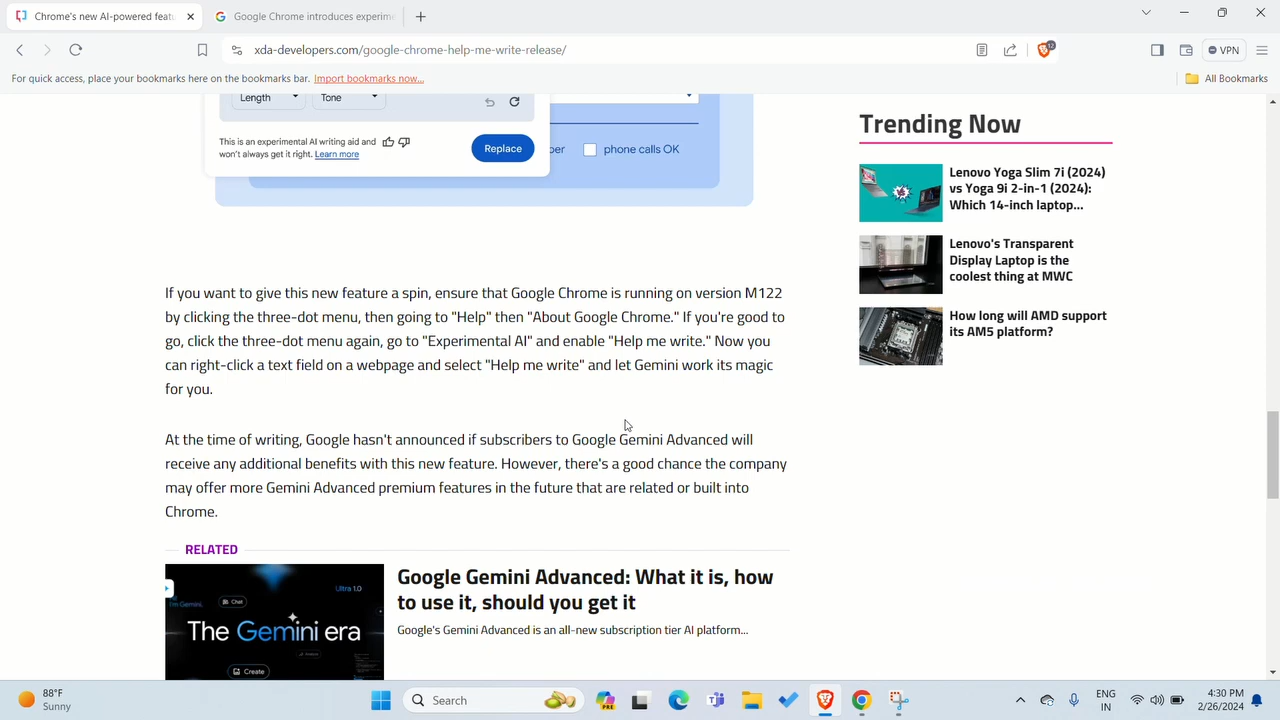 Chrome's new AI-powered feat
Google Chrome introduces experim
xda-developers.com/google-chrome-help-me-write-release/
12
VPN
For quick access, place your bookmarks here on the bookmarks bar. Import bookmarks now...
All Bookmarks
Length
Tone
This is an experimental AI writing aid and
won't always get it right. Learn more
Replace
ber
phone calls OK
Trending Now
Lenovo Yoga Slim 7i (2024)
vs Yoga 9i 2-in-1 (2024):
Which 14-inch laptop...
Lenovo's Transparent
Display Laptop is the
coolest thing at MWC
How long will AMD support
its AM5 platform?
If you want to give this new feature a spin, ensure that Google Chrome is running on version M122
by clicking the three-dot menu, then going to "Help" then "About Google Chrome." If you're good to
go, click the three-dot menu again, go to "Experimental AI" and enable "Help me write." Now you
can right-click a text field on a webpage and select "Help me write" and let Gemini work its magic
for you.
At the time of writing, Google hasn't announced if subscribers to Google Gemini Advanced will
receive any additional benefits with this new feature. However, there's a good chance the company
may offer more Gemini Advanced premium features in the future that are related or built into
Chrome.
RELATED
Ultra 1.0
I'm Gemini.
Chat
The Gemini era
Create
Google Gemini Advanced: What it is, how
to use it, should you get it
Google's Gemini Advanced is an all-new subscription tier AI platform...
88°F
Sunny
Search
PRE
ENG
IN
4:30 PM
2/26/2024